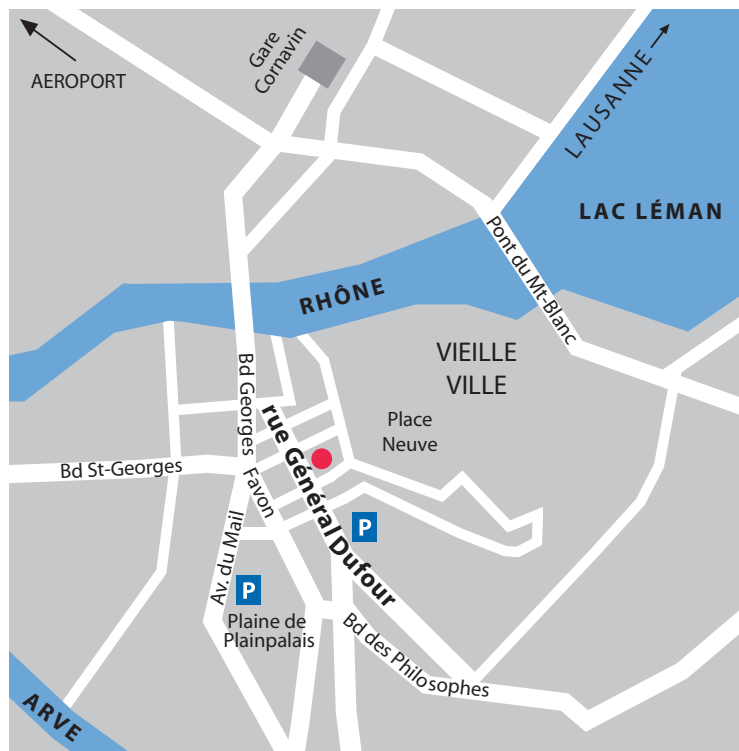 Gare
Cornavin
AEROPORT
LAUSANNE
LAC LÉMAN
Pont du Mt-Blanc
RHÔNE
VIEILLE
VILLE
Bd Georges
Favon
rue Général Dufour
Place
Neuve
Bd St-Georges
Av. du Mail
P
P
Plaine de
Plainpalais
Bd des Philosophes
ARVE